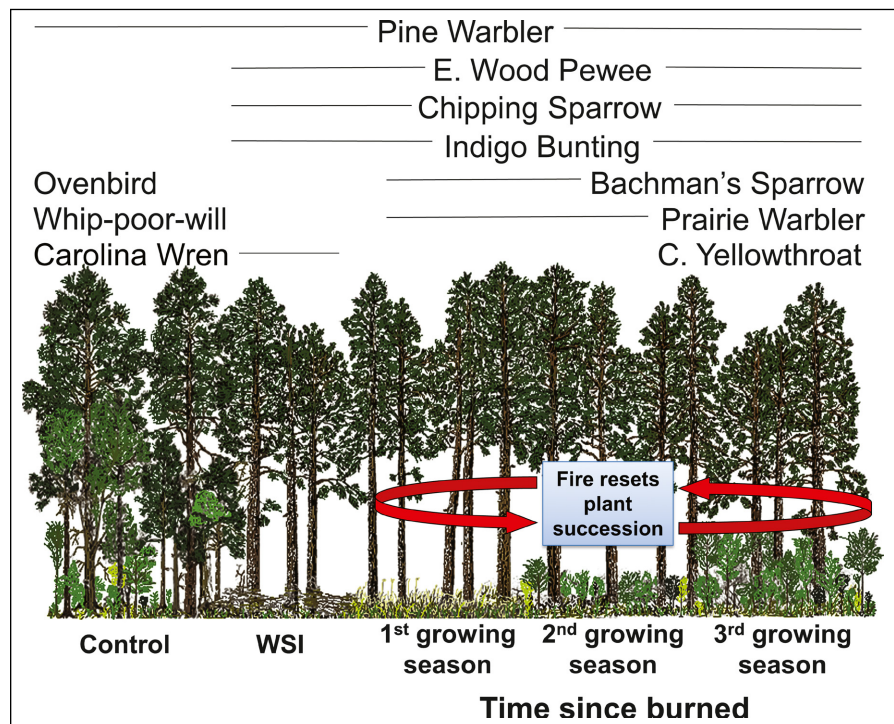 Pine Warbler
E. Wood Pewee
Chipping Sparrow
Indigo Bunting
Ovenbird
Bachman's Sparrow
Whip-poor-will
Prairie Warbler
Carolina Wren
C. Yellowthroat
Fire resets
plant
succession
Control
WSI
1st growing
season
2nd growing
season
3rd growing
season
Time since burned